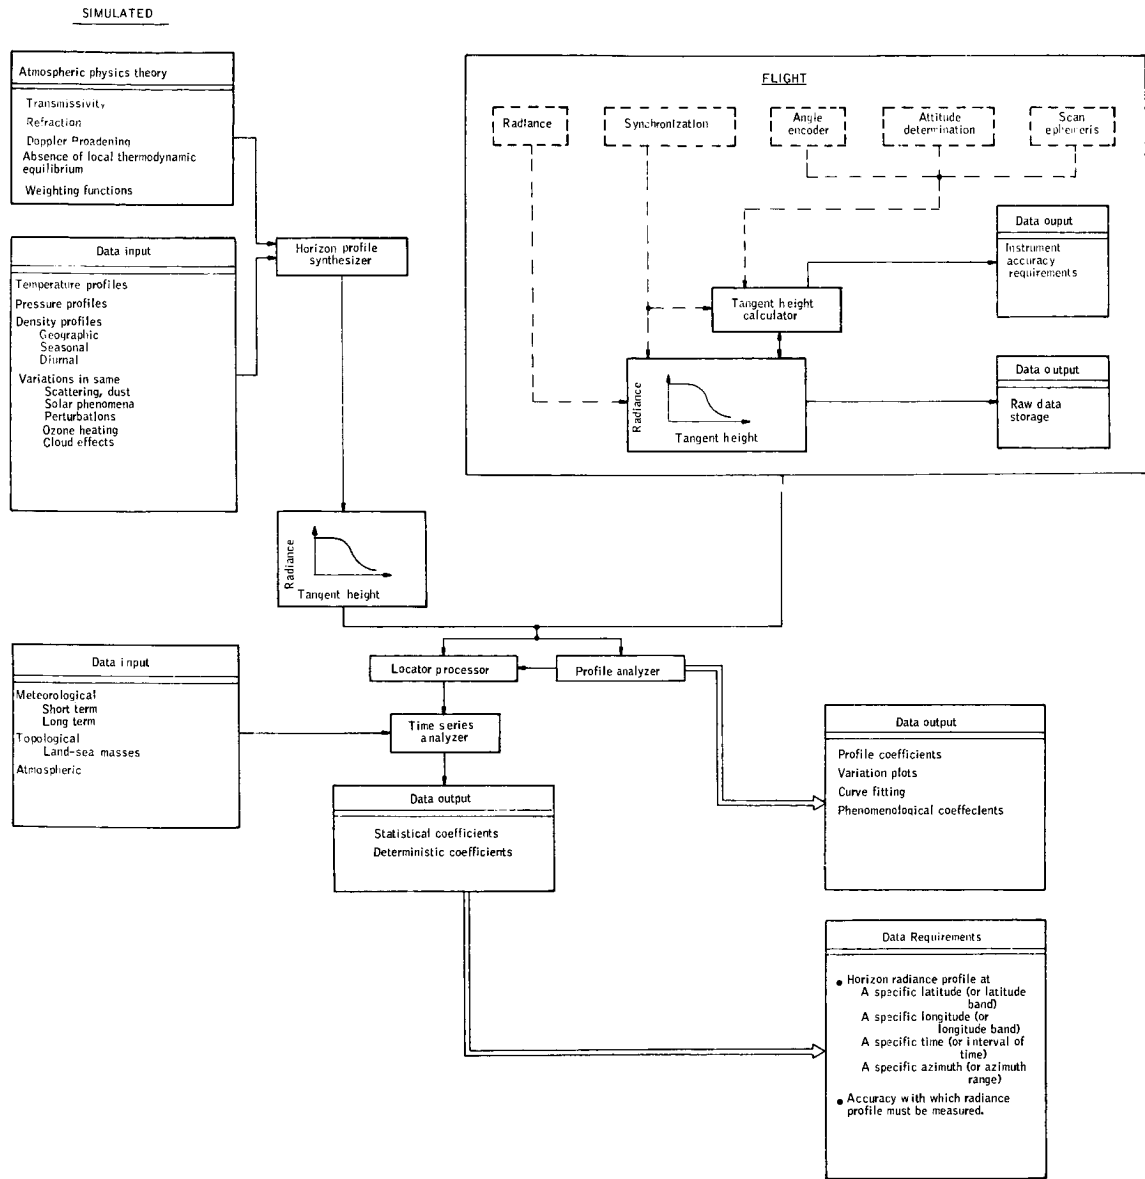 SIMULATED
Atmospheric physics theory
Transmissivity
Refraction
Doppler Broadening
Absence of local thermodynamic
equilibrium
Weighting functions
Data input
Temperature profiles
Pressure profiles
Density profiles
Geographic
Seasonal
Diurnal
Variations in same
Scattering, dust
Solar phenomena
Perturbations
Ozone heating
Cloud effects
Horizon profile
synthesizer
Radiance
Tangent height
FLIGHT
Radiance
Synchronization
Angle
encoder
Attitude
determination
Scan
ephemeris
Tangent height
calculator
Data ouput
Instrument
accuracy
requirements
Radiance
Tangent height
Data output
Raw data
storage
Data input
Meteorological
Short term
Long term
Topological
Land-sea masses
Atmospheric
Locator processor
Profile analyzer
Time series
analyzer
Data output
Statistical coefficients
Deterministic coefficients
Data output
Profile coefficients
Variation plots
Curve fitting
Phenomenological coeffecients
Data Requirements
• Horizon radiance profile at
A specific latitude (or latitude
band)
A specific longitude (or
longitude band)
A specific time (or interval of
time)
A specific azimuth (or azimuth
range)
• Accuracy with which radiance
profile must be measured.